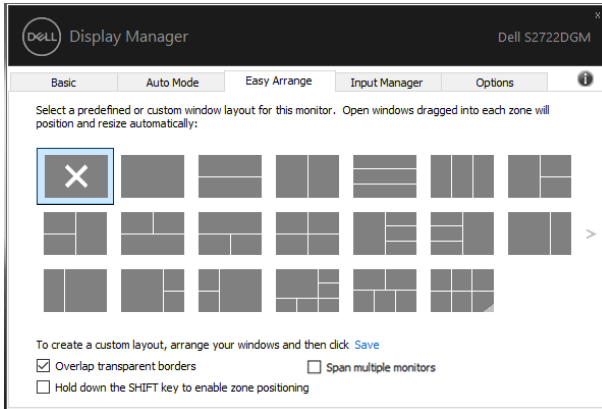 x
DELL Display Manager Dell S2722DGM
Basic Auto Mode Easy Arrange Input Manager Options i
Select a predefined or custom window layout for this monitor. Open windows dragged into each zone will
position and resize automatically:
>
To create a custom layout, arrange your windows and then click Save
Overlap transparent borders Span multiple monitors
Hold down the SHIFT key to enable zone positioning